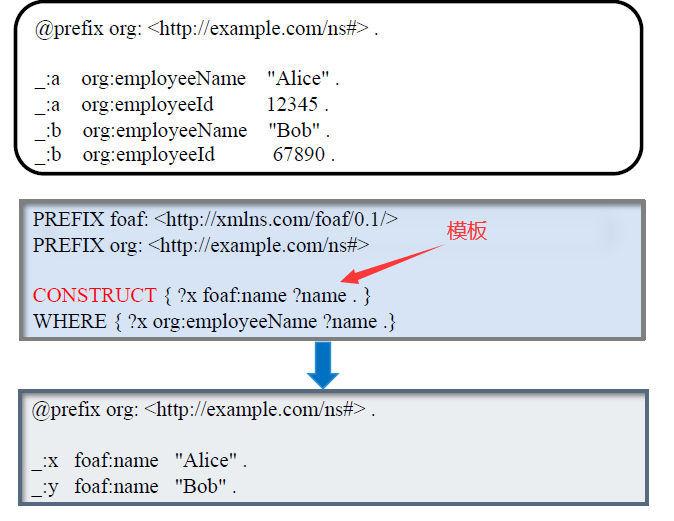 @prefix org: <http://example.com/ns#> .
_:a org:employeeName "Alice" .
_:a org:employeeId 12345 .
_:b org:employeeName "Bob" .
_:b org:employeeId 67890 .
PREFIX foaf: <http://xmlns.com/foaf/0.1/>
PREFIX org: <http://example.com/ns#>
模板
CONSTRUCT { ?x foaf:name ?name . }
WHERE { ?x org:employeeName ?name .}
@prefix org: <http://example.com/ns#> .
_:x foaf:name "Alice" .
_:y foaf:name "Bob" .